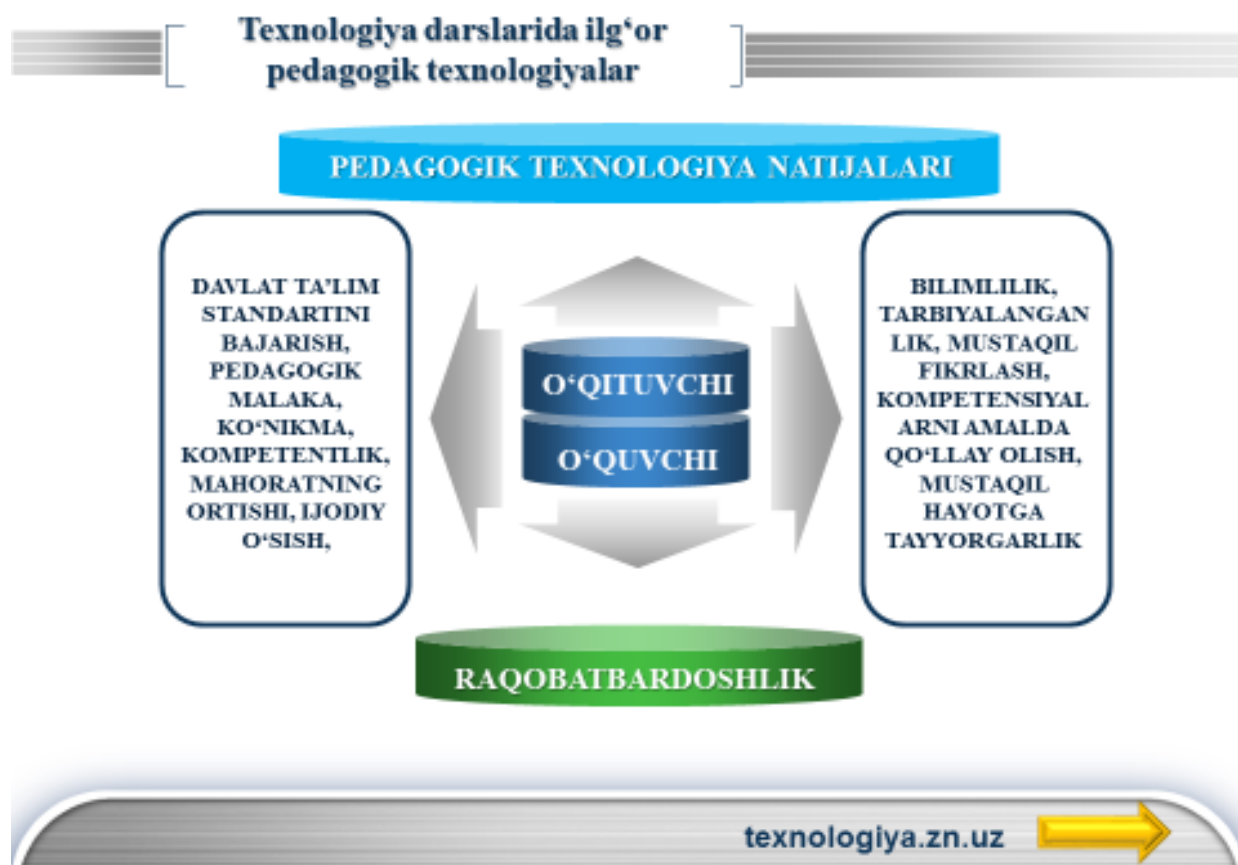 Texnologiya darslarida ilg‘or
pedagogik texnologiyalar
PEDAGOGIK TEXNOLOGIYA NATIJALARI
DAVLAT TA’LIM
STANDARTINI
BAJARISH,
PEDAGOGIK
MALAKA,
KO‘NIKMA,
KOMPETENTLIK,
MAHORATNING
ORTISHI, IJODIY
O‘SISH,
O‘QITUVCHI
O‘QUVCHI
BILIMLILIK,
TARBIYALANGAN
LIK, MUSTAQIL
FIKRLASH,
KOMPETENSIYAL
ARNI AMALDA
QO‘LLAY OLISH,
MUSTAQIL
HAYOTGA
TAYYORGARLIK
RAQOBATBARDOSHLIK
texnologiya.zn.uz